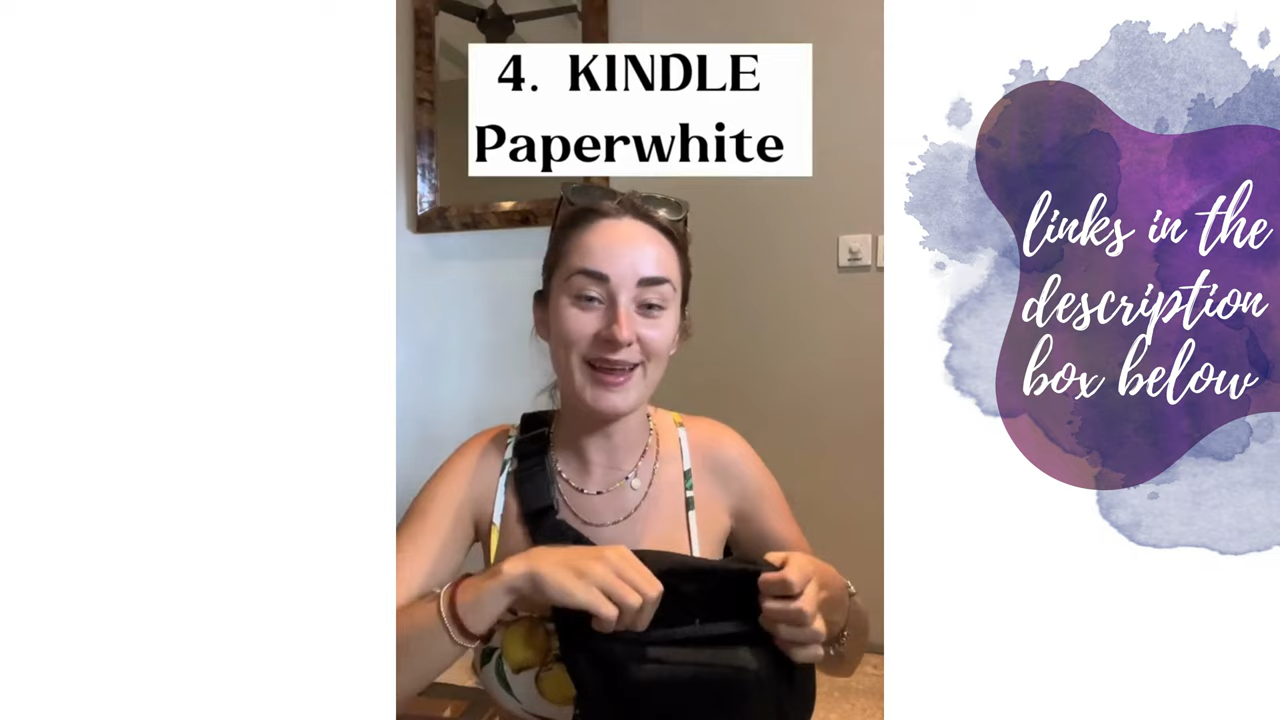 4. KINDLE
Paperwhite
links in the
description
box below